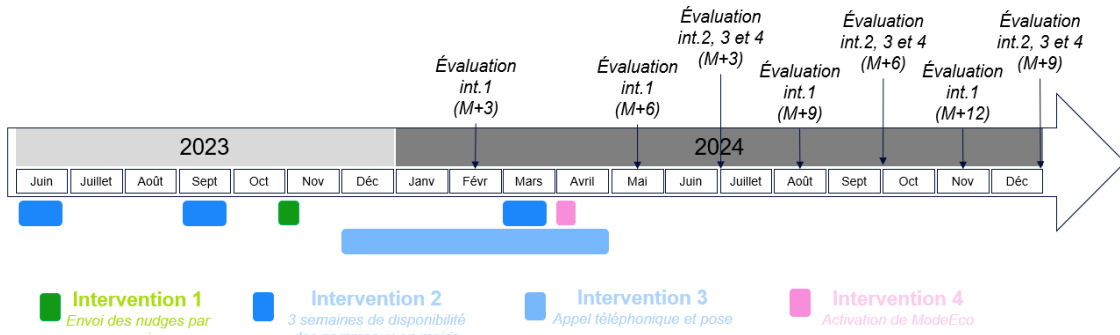 Évaluation
int.2, 3 et 4
(M+3)
Évaluation
int.2, 3 et 4
(M+6)
Évaluation
int.2, 3 et 4
(M+9)
Évaluation
int.1
(M+3)
Évaluation
int.1
(M+6)
Évaluation
int.1
(M+9)
Évaluation
int.1
(M+12)
2023
2024
Juin
Juillet
Août
Sept
Oct
Nov
Déc
Janv
Févr
Mars
Avril
Mai
Juin
Juillet
Août
Sept
Oct
Nov
Déc
Intervention 1
Envoi des nudges par
Intervention 2
3 semaines de disponibilité
Intervention 3
Appel téléphonique et pose
Intervention 4
Activation de ModeEco